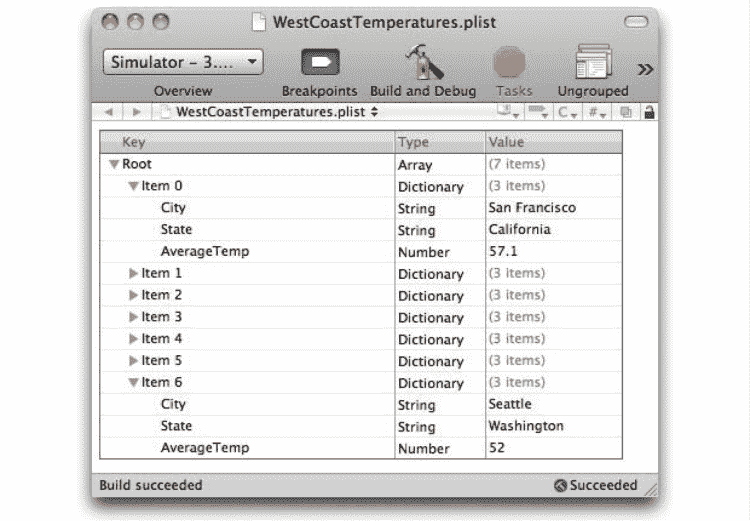 WestCoastTemperatures.plist
Simulator – 3....
Overview Breakpoints Build and Debug Tasks Ungrouped
WestCoastTemperatures.plist C #
Key Type Value
Root Array (7 items)
Item 0 Dictionary (3 items)
City String San Francisco
State String California
AverageTemp Number 57.1
Item 1 Dictionary (3 items)
Item 2 Dictionary (3 items)
Item 3 Dictionary (3 items)
Item 4 Dictionary (3 items)
Item 5 Dictionary (3 items)
Item 6 Dictionary (3 items)
City String Seattle
State String Washington
AverageTemp Number 52
Build succeeded Succeeded